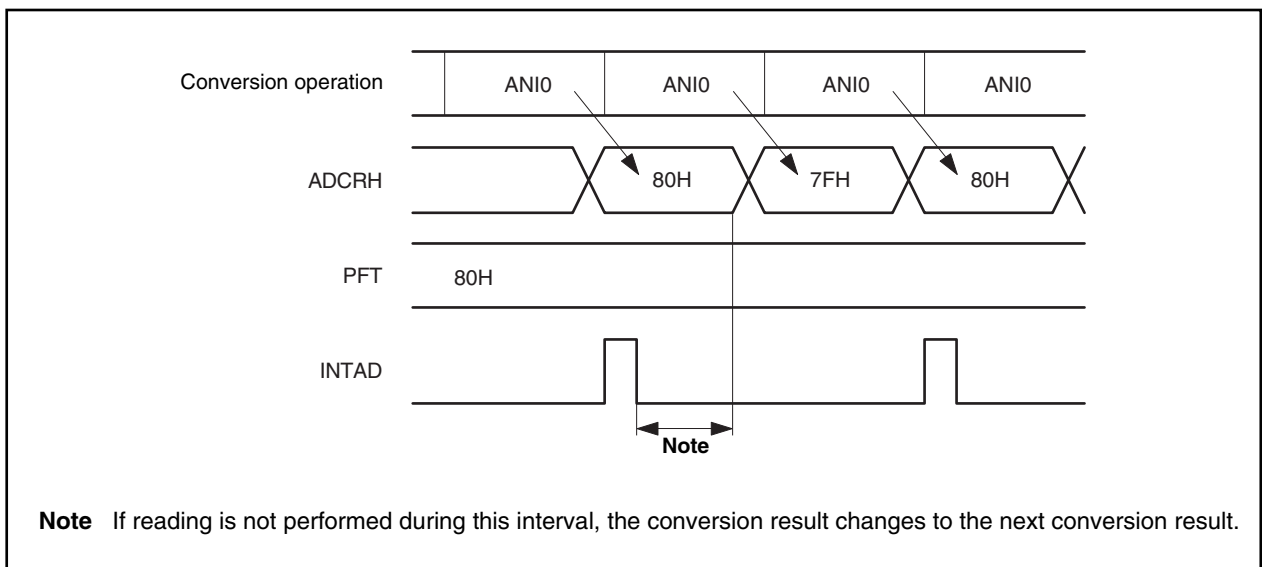 Conversion operation ANI0 ANI0 ANI0 ANI0
ADCRH 80H 7FH 80H
PFT 80H
INTAD
Note
Note If reading is not performed during this interval, the conversion result changes to the next conversion result.